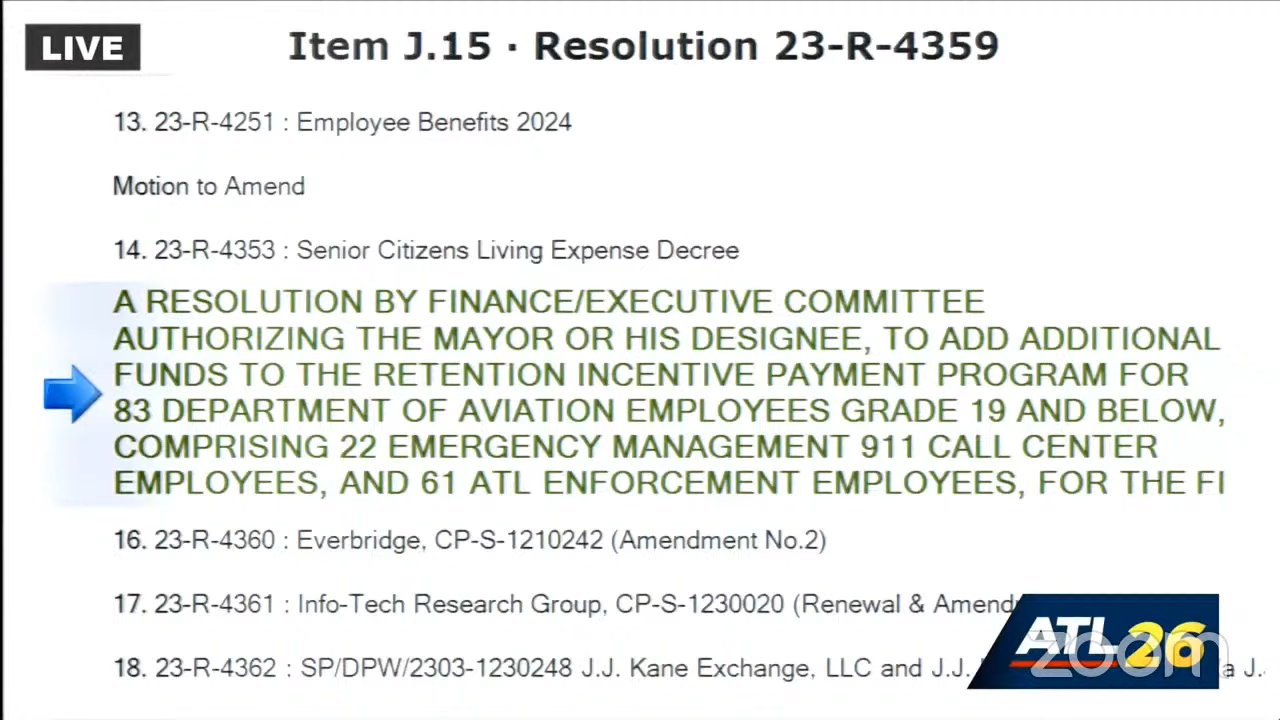 LIVE
Item J.15 · Resolution 23-R-4359
13. 23-R-4251 : Employee Benefits 2024
Motion to Amend
14. 23-R-4353 : Senior Citizens Living Expense Decree
A RESOLUTION BY FINANCE/EXECUTIVE COMMITTEE
AUTHORIZING THE MAYOR OR HIS DESIGNEE, TO ADD ADDITIONAL
FUNDS TO THE RETENTION INCENTIVE PAYMENT PROGRAM FOR
83 DEPARTMENT OF AVIATION EMPLOYEES GRADE 19 AND BELOW,
COMPRISING 22 EMERGENCY MANAGEMENT 911 CALL CENTER
EMPLOYEES, AND 61 ATL ENFORCEMENT EMPLOYEES, FOR THE FI
16. 23-R-4360 : Everbridge, CP-S-1210242 (Amendment No.2)
17. 23-R-4361 : Info-Tech Research Group, CP-S-1230020 (Renewal &
18. 23-R-4362 : SP/DPW/2303-1230248 J.J. Kane Exchange, LLC and J.J.
ATL 26
zoom